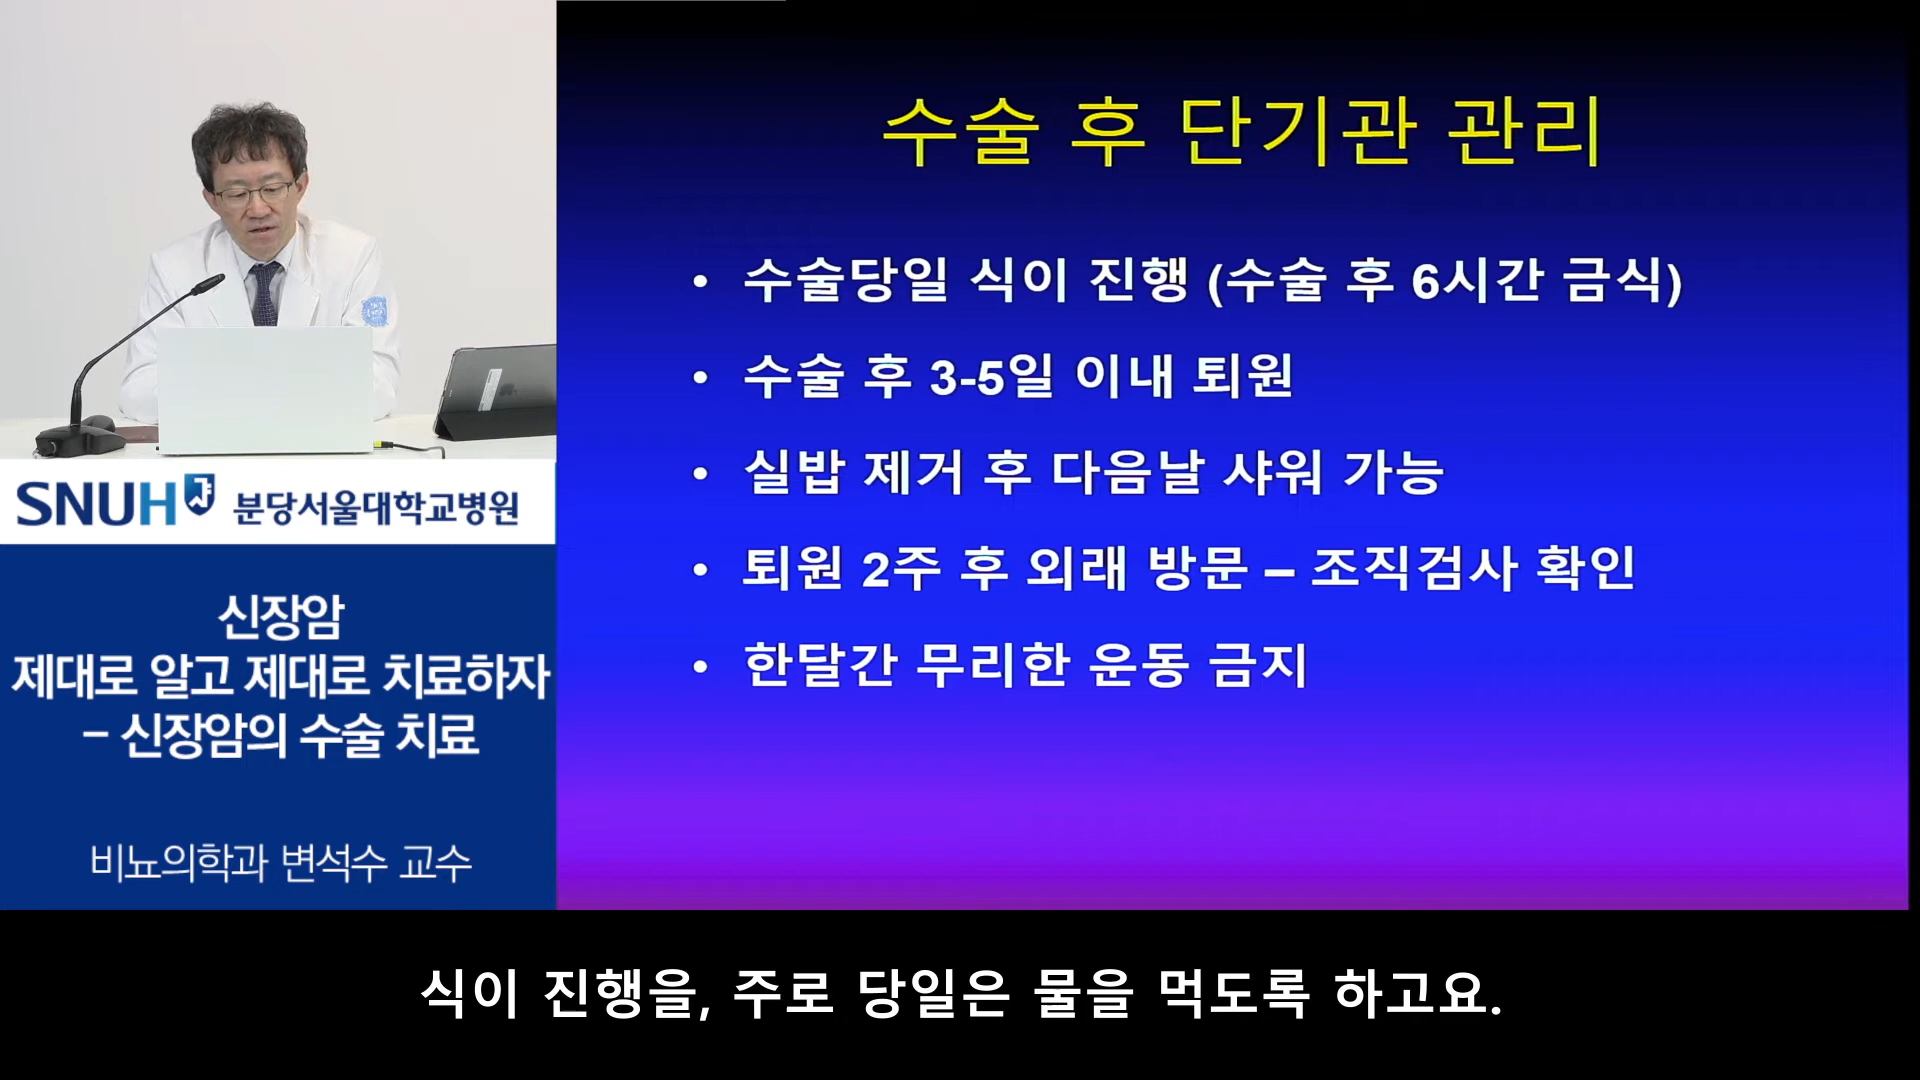 수술 후 단기관 관리
• 수술당일 식이 진행 (수술 후 6시간 금식)
• 수술 후 3-5일 이내 퇴원
• 실밥 제거 후 다음날 샤워 가능
• 퇴원 2주 후 외래 방문 – 조직검사 확인
• 한달간 무리한 운동 금지
SNUH 분당서울대학교병원
신장암
제대로 알고 제대로 치료하자
- 신장암의 수술 치료
비뇨의학과 변석수 교수
식이 진행을, 주로 당일은 물을 먹도록 하고요.